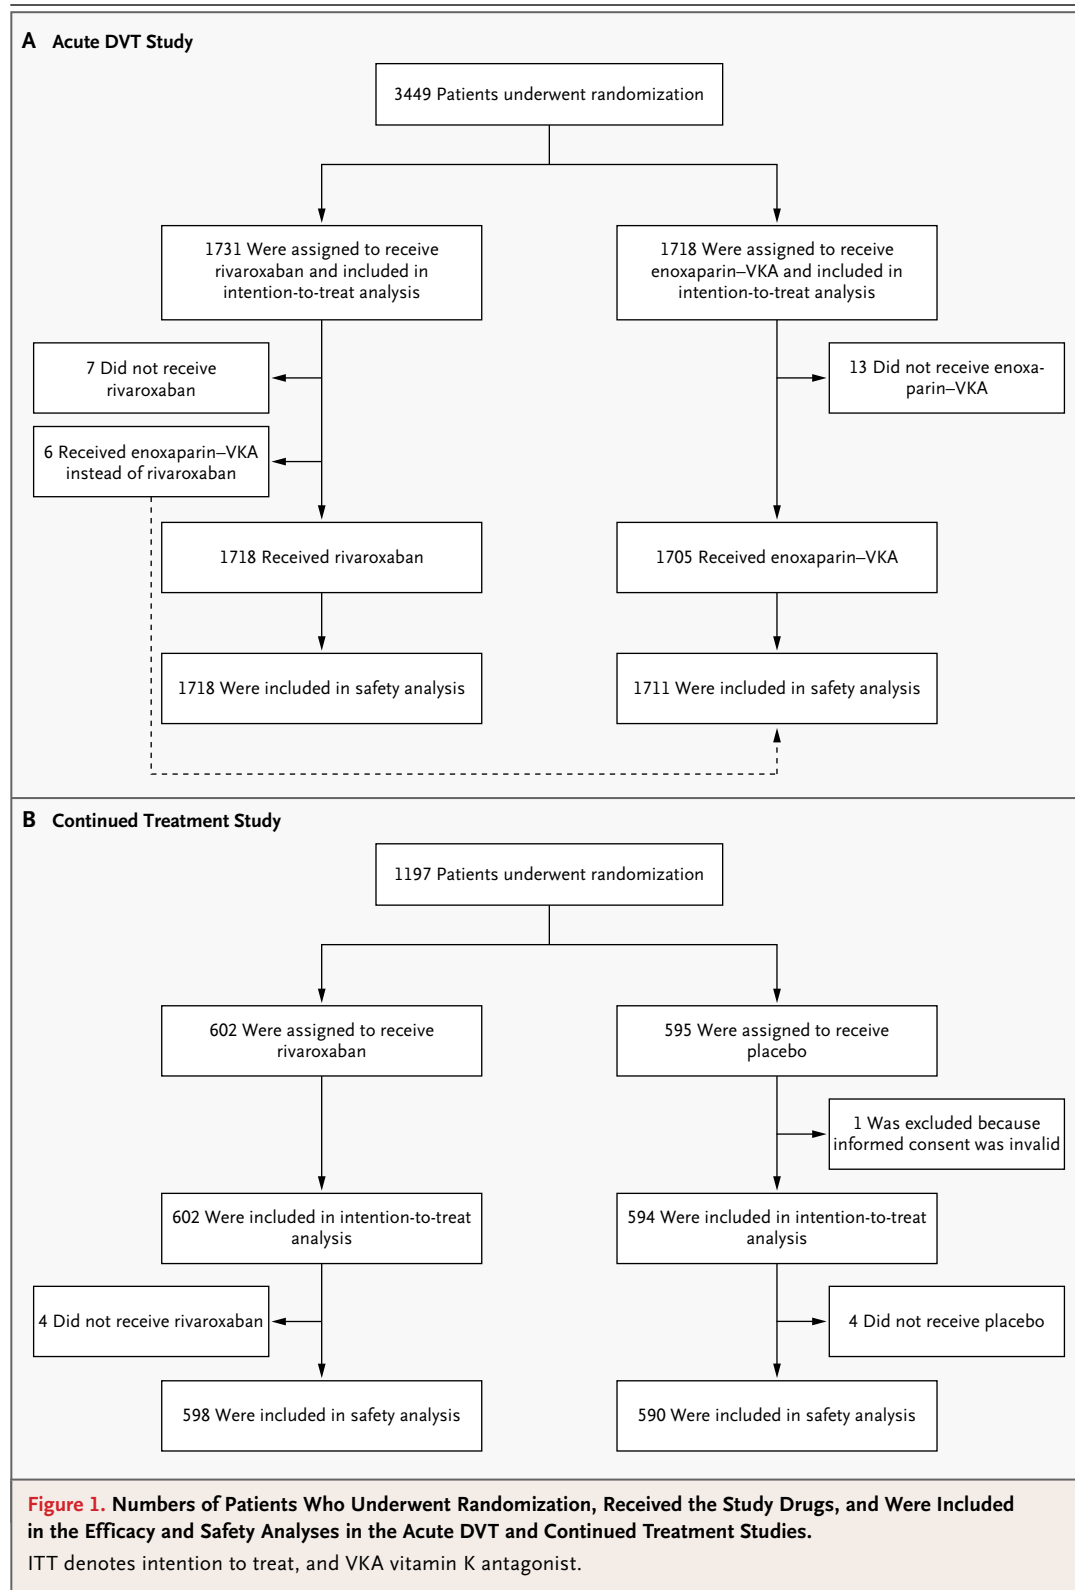 A Acute DVT Study
3449 Patients underwent randomization
1731 Were assigned to receive
rivaroxaban and included in
intention-to-treat analysis
1718 Were assigned to receive
enoxaparin–VKA and included in
intention-to-treat analysis
7 Did not receive
rivaroxaban
13 Did not receive enoxa-
parin–VKA
6 Received enoxaparin–VKA
instead of rivaroxaban
1718 Received rivaroxaban
1705 Received enoxaparin–VKA
1718 Were included in safety analysis
1711 Were included in safety analysis
B Continued Treatment Study
1197 Patients underwent randomization
602 Were assigned to receive
rivaroxaban
595 Were assigned to receive
placebo
1 Was excluded because
informed consent was invalid
602 Were included in intention-to-treat
analysis
594 Were included in intention-to-treat
analysis
4 Did not receive rivaroxaban
4 Did not receive placebo
598 Were included in safety analysis
590 Were included in safety analysis
Figure 1. Numbers of Patients Who Underwent Randomization, Received the Study Drugs, and Were Included
in the Efficacy and Safety Analyses in the Acute DVT and Continued Treatment Studies.
ITT denotes intention to treat, and VKA vitamin K antagonist.